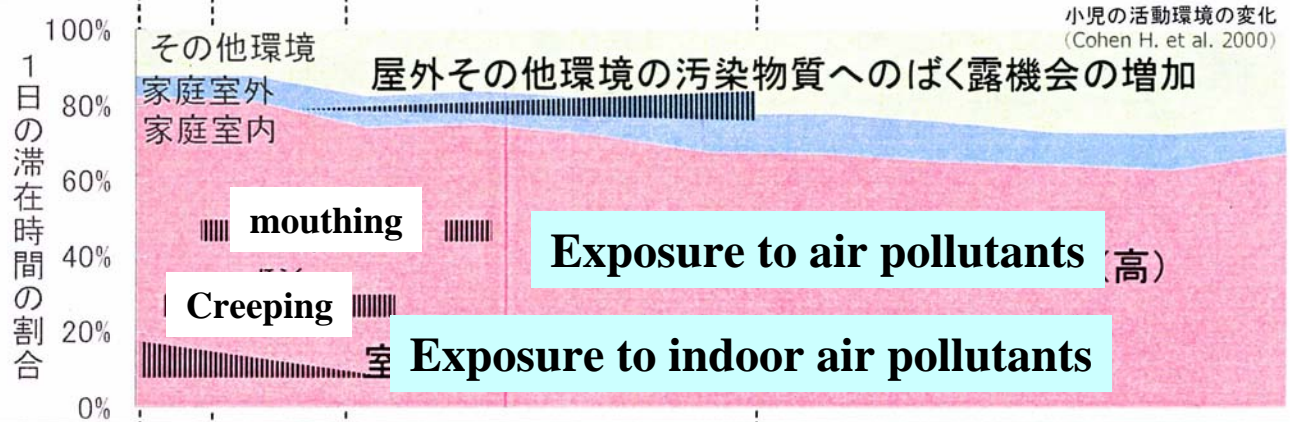 小児の活動環境の変化
(Cohen H. et al. 2000)
1日の滞在時間の割合
100%
80%
60%
40%
20%
0%
その他環境
家庭室外
家庭室内
屋外その他環境の汚染物質へのばく露機会の増加
mouthing
Exposure to air pollutants
(高)
Creeping
室
Exposure to indoor air pollutants